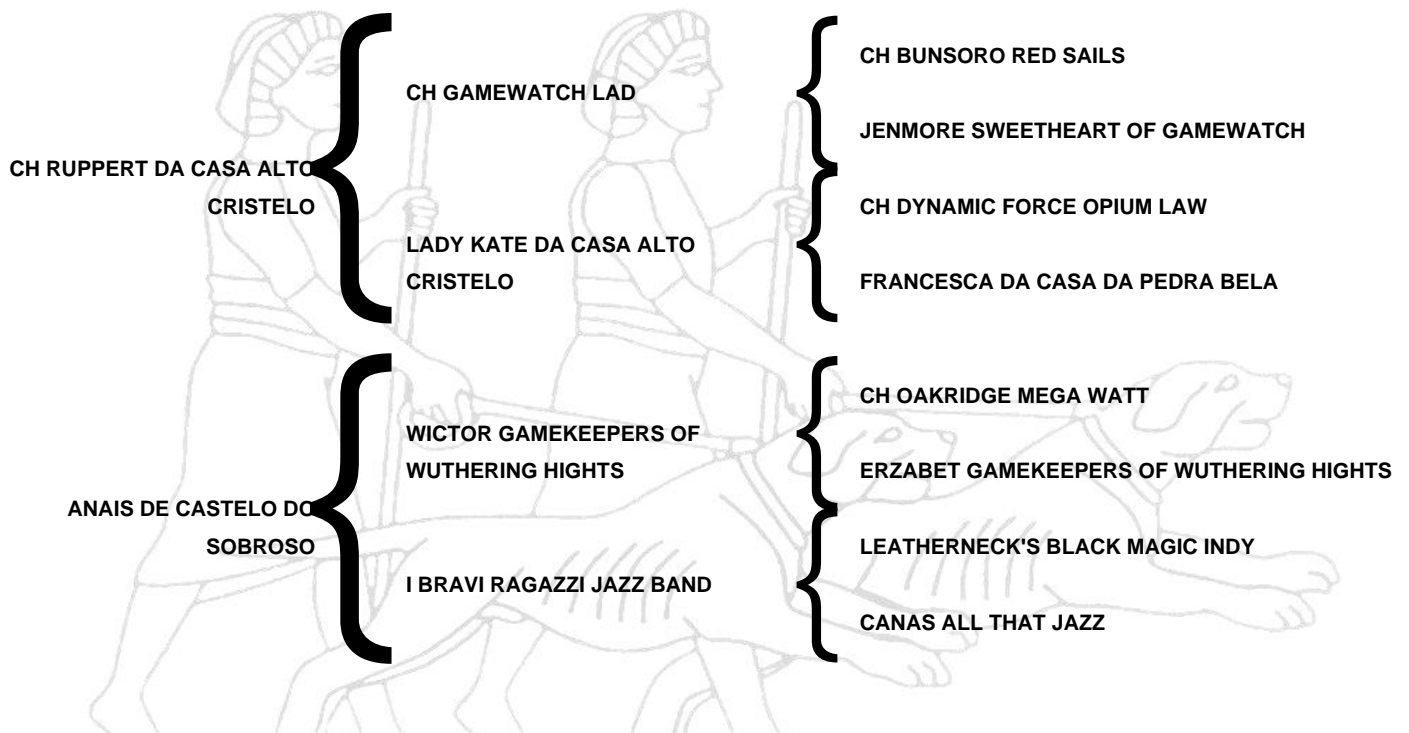 CH RUPPERT DA CASA ALTO
CRISTELO
CH GAMEWATCH LAD
LADY KATE DA CASA ALTO
CRISTELO
CH BUNSORO RED SAILS
JENMORE SWEETHEART OF GAMEWATCH
CH DYNAMIC FORCE OPIUM LAW
FRANCESCA DA CASA DA PEDRA BELA
ANAIS DE CASTELO DO
SOBROSO
WICTOR GAMEKEEPERS OF
WUTHERING HIGHTS
I BRAVI RAGAZZI JAZZ BAND
CH OAKRIDGE MEGA WATT
ERZABET GAMEKEEPERS OF WUTHERING HIGHTS
LEATHERNECK'S BLACK MAGIC INDY
CANAS ALL THAT JAZZ